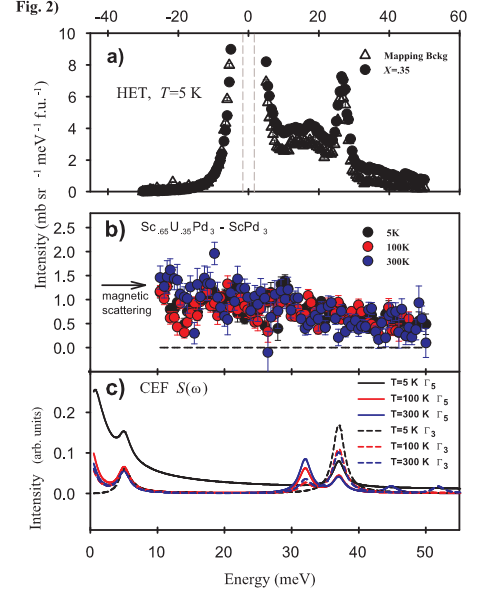 Fig. 2)
-40 -20 0 20 40 60
10
8
6
4
2
0
a)
HET, T=5 K
Mapping Bckg
X=.35
Intensity (mb sr -1 meV -1 f.u. -1)
2.5
2.0
1.5
1.0
0.5
0.0
b)
Sc.65U.35Pd3 - ScPd3
5K
100K
300K
magnetic
scattering
c)
CEF S(ω)
T=5 K Γ5
T=100 K Γ5
T=300 K Γ5
T=5 K Γ3
T=100 K Γ3
T=300 K Γ3
Intensity (arb. units)
0.2
0.1
0.0
0 10 20 30 40 50
Energy (meV)